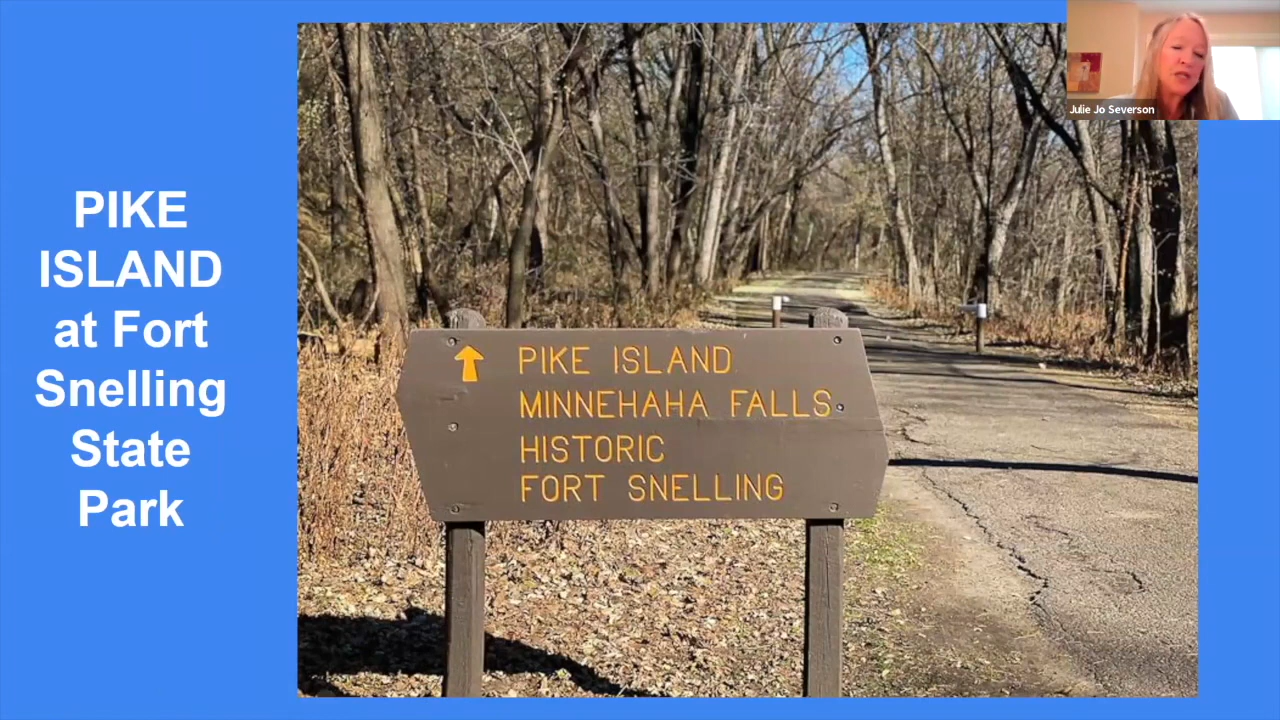 PIKE
ISLAND
at Fort
Snelling
State
Park
PIKE ISLAND
MINNEHAHA FALLS
HISTORIC
FORT SNELLING
Julie Jo Severson